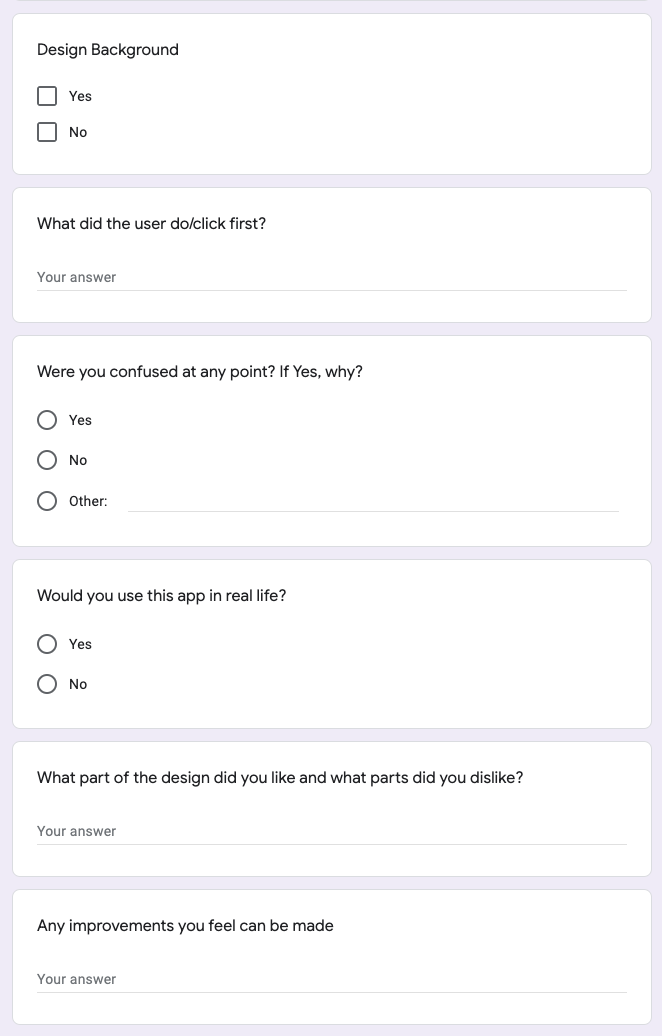 Design Background
Yes
No
What did the user do/click first?
Your answer
Were you confused at any point? If Yes, why?
Yes
No
Other:
Would you use this app in real life?
Yes
No
What part of the design did you like and what parts did you dislike?
Your answer
Any improvements you feel can be made
Your answer